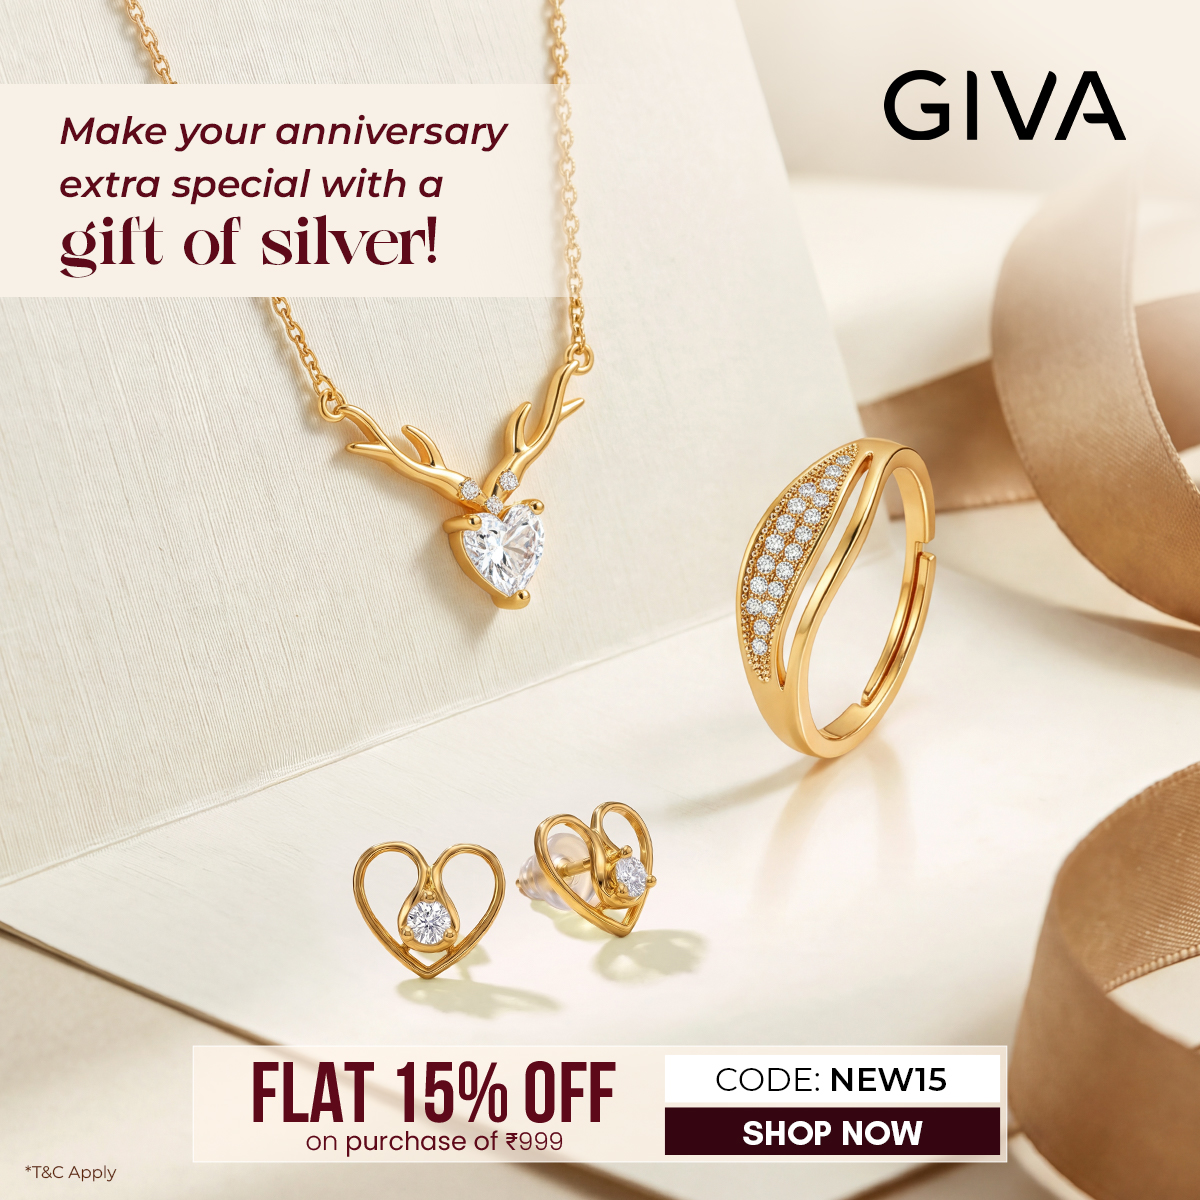 Make your anniversary
extra special with a
gift of silver!
GIVA
FLAT 15% OFF
on purchase of ₹999
CODE: NEW15
SHOP NOW
*T&C Apply